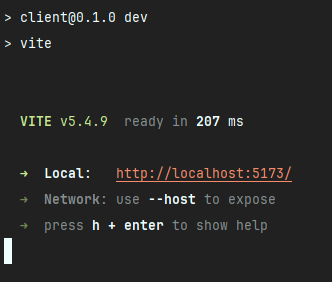 > client@0.1.0 dev
> vite
VITE v5.4.9 ready in 207 ms
➜ Local: http://localhost:5173/
➜ Network: use --host to expose
➜ press h + enter to show help